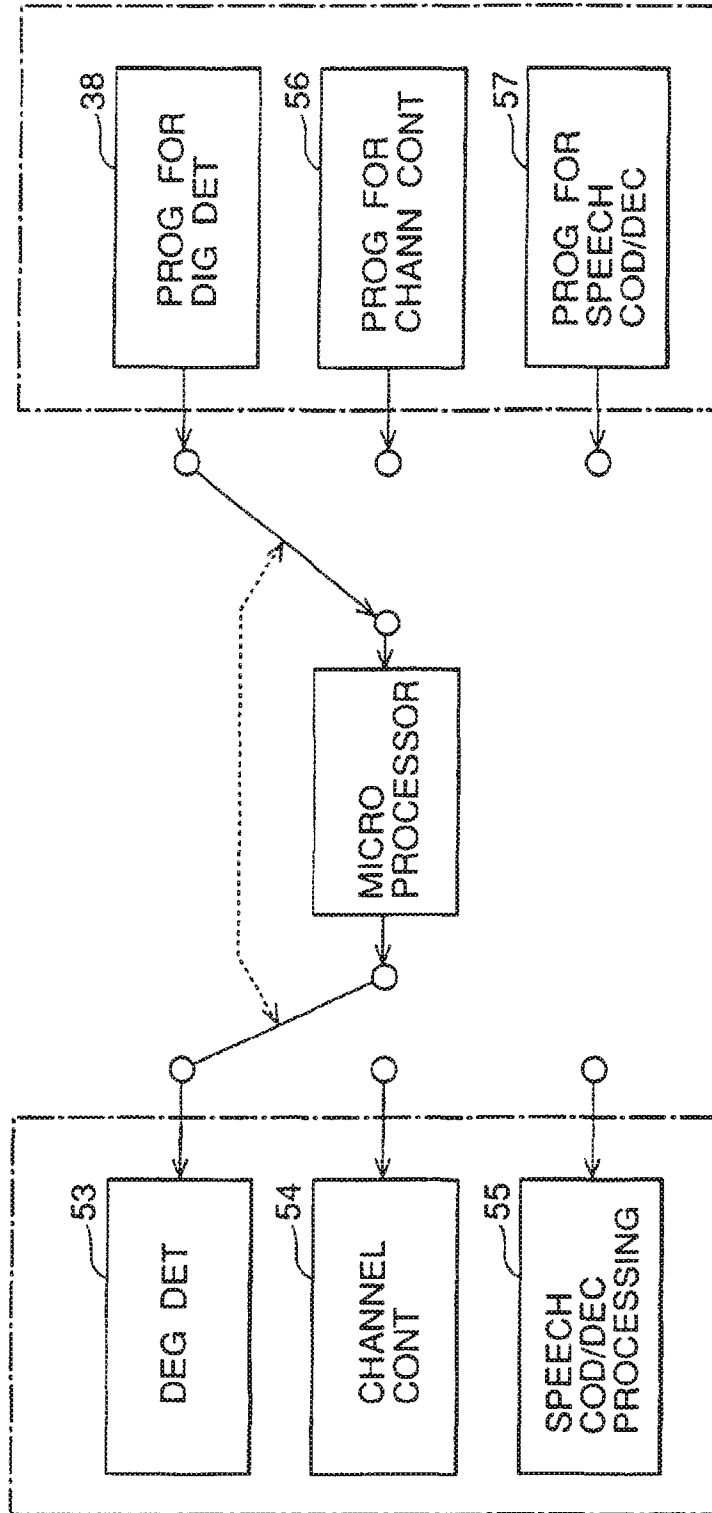 53
DEG DET
54
CHANNEL
CONT
55
SPEECH
COD/DEC
PROCESSING
MICRO
PROCESSOR
38
PROG FOR
DIG DET
56
PROG FOR
CHANN CONT
57
PROG FOR
SPEECH
COD/DEC